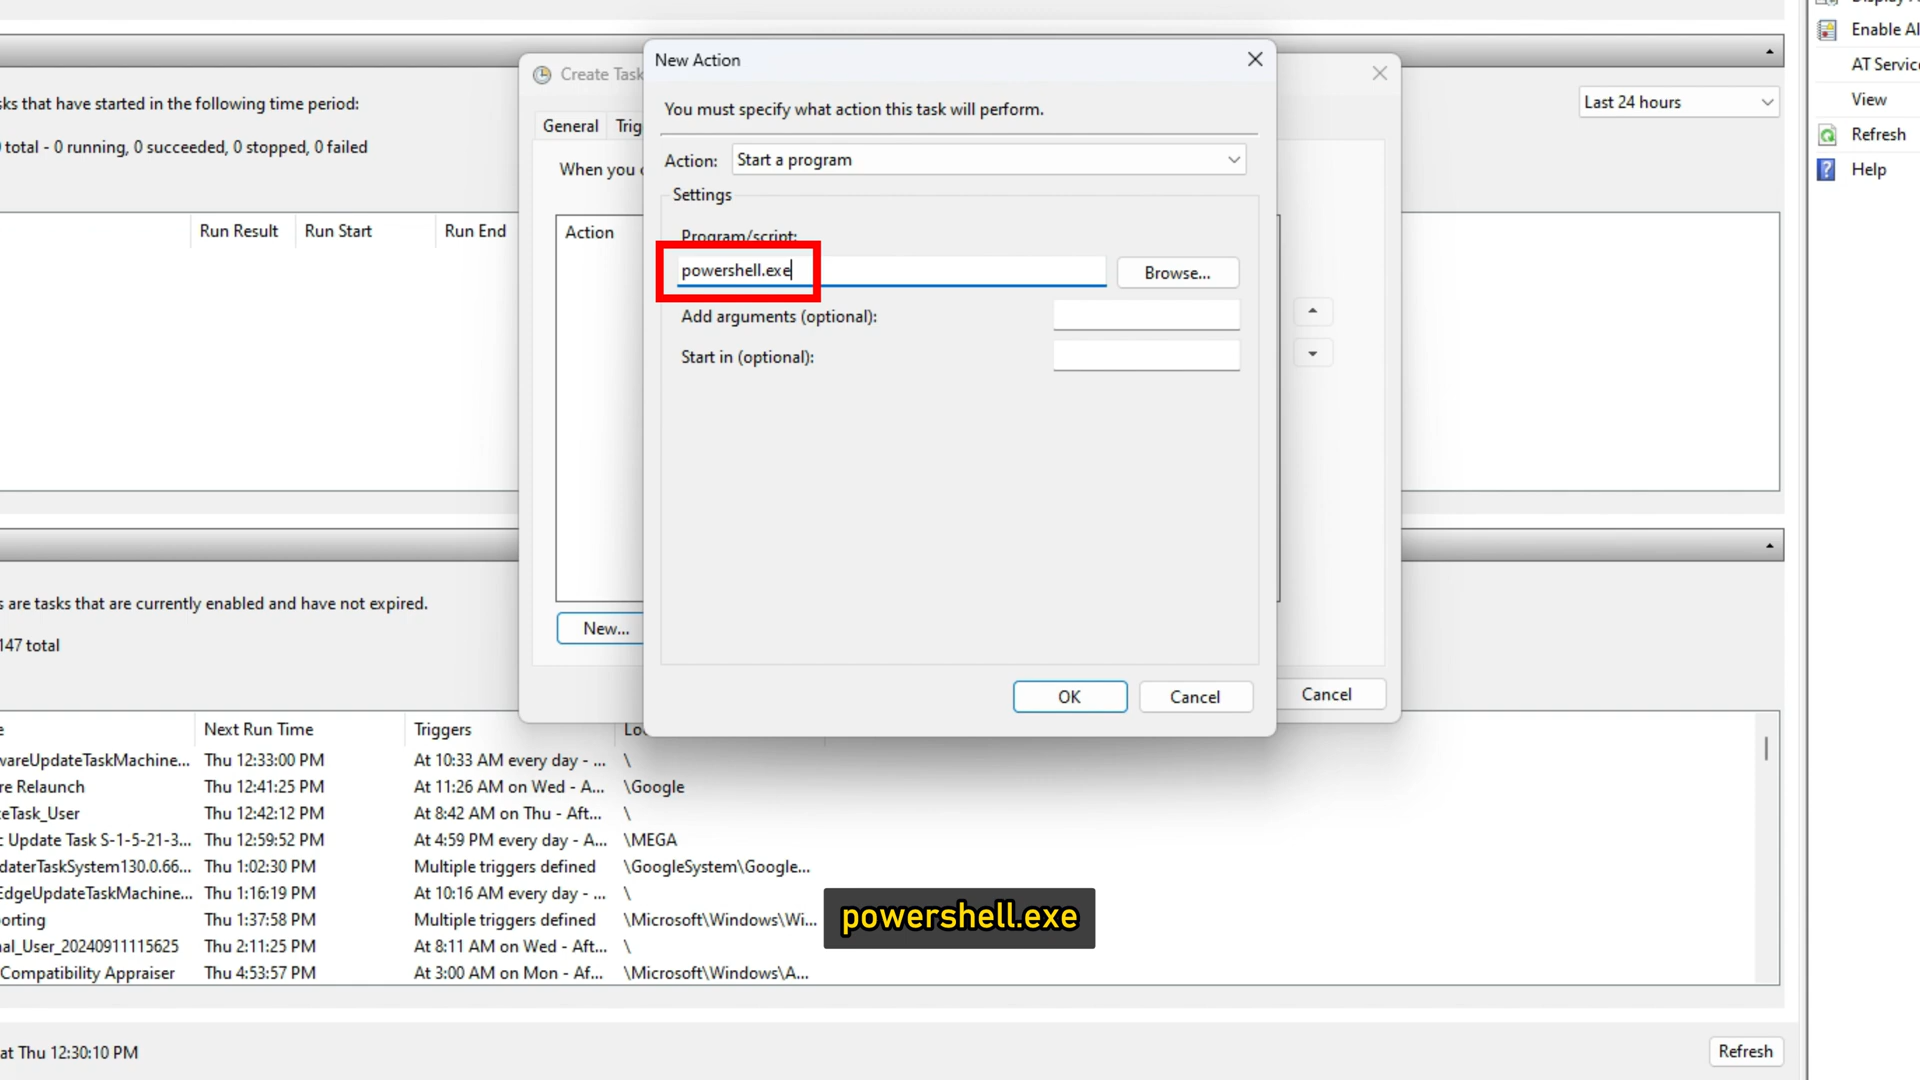 Enable Al
New Action
Create Task
AT Servic
sks that have started in the following time period:
You must specify what action this task will perform.
Last 24 hours
View
General
Trig
Refresh
total - 0 running, 0 succeeded, 0 stopped, 0 failed
Action:
Start a program
When you c
Help
Settings
Run Result
Run Start
Run End
Action
Program/script:
powershell.exe
Browse...
Add arguments (optional):
Start in (optional):
s are tasks that are currently enabled and have not expired.
New...
147 total
OK
Cancel
Cancel
e
Next Run Time
Triggers
Loc
wareUpdateTaskMachine...
Thu 12:33:00 PM
At 10:33 AM every day - ...
\
re Relaunch
Thu 12:41:25 PM
At 11:26 AM on Wed - A...
\Google
teTask_User
Thu 12:42:12 PM
At 8:42 AM on Thu - Aft...
\
c Update Task S-1-5-21-3...
Thu 12:59:52 PM
At 4:59 PM every day - A...
\MEGA
daterTaskSystem130.0.66...
Thu 1:02:30 PM
Multiple triggers defined
\GoogleSystem\Google...
EdgeUpdateTaskMachine...
Thu 1:16:19 PM
At 10:16 AM every day - ...
\
orting
Thu 1:37:58 PM
Multiple triggers defined
\Microsoft\Windows\Wi...
powershell.exe
nal_User_20240911115625
Thu 2:11:25 PM
At 8:11 AM on Wed - Aft...
\
Compatibility Appraiser
Thu 4:53:57 PM
At 3:00 AM on Mon - Af...
\Microsoft\Windows\A...
at Thu 12:30:10 PM
Refresh